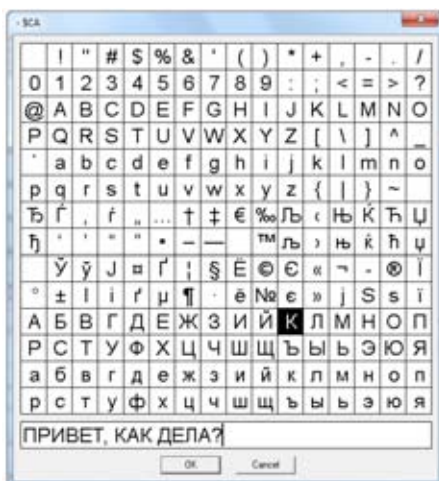 - SCA
! " # $ % & ' ( ) * + , - . /
0 1 2 3 4 5 6 7 8 9 : ; < = > ?
@ A B C D E F G H I J K L M N O
P Q R S T U V W X Y Z [ \ ] ^ _
` a b c d e f g h i j k l m n o
p q r s t u v w x y z { | } ~
Ђ Ѓ ‚ ѓ „ … † ‡ € ‰ Љ ‹ Њ Ќ Ћ Џ
ђ ‘ ’ “ ” • – — ™ љ › њ ќ ћ џ
Ў ў Ј ¤ Ґ ¦ § Ё © Є « ¬ - ® Ї
° ± І і ґ µ ¶ · ё № є » ј Ѕ ѕ ї
А Б В Г Д Е Ж З И Й К Л М Н О П
Р С Т У Ф Х Ц Ч Ш Щ Ъ Ы Ь Э Ю Я
а б в г д е ж з и й к л м н о п
р с т у ф х ц ч ш щ ъ ы ь э ю я
ПРИВЕТ, КАК ДЕЛА?
OK Cancel